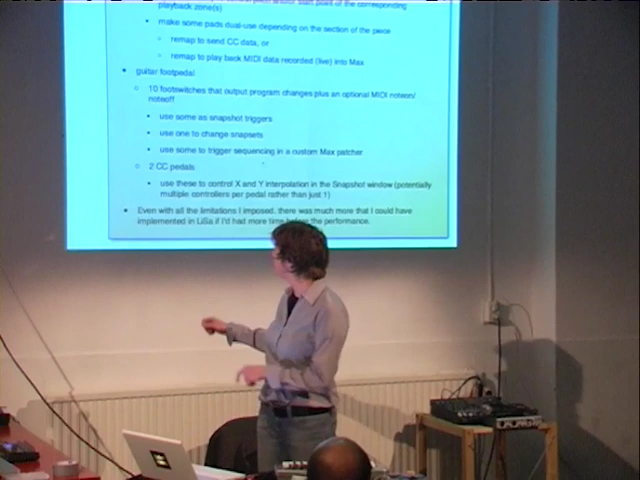 point of the corresponding
playback zone(s)
make some pads dual-use depending on the section of the piece
remap to send CC data, or
remap to play back MIDI data recorded (live) into Max
guitar footpedal
10 footswitches that output program changes plus an optional MIDI noteon/
noteoff
use some as snapshot triggers
use one to change snapsets
use some to trigger sequencing in a custom Max patcher
2 CC pedals
use these to control X and Y interpolation in the Snapshot window (potentially
multiple controllers per pedal rather than just 1)
Even with all the limitations I imposed, there was much more that I could have
implemented in LiSa if I'd had more time before the performance.